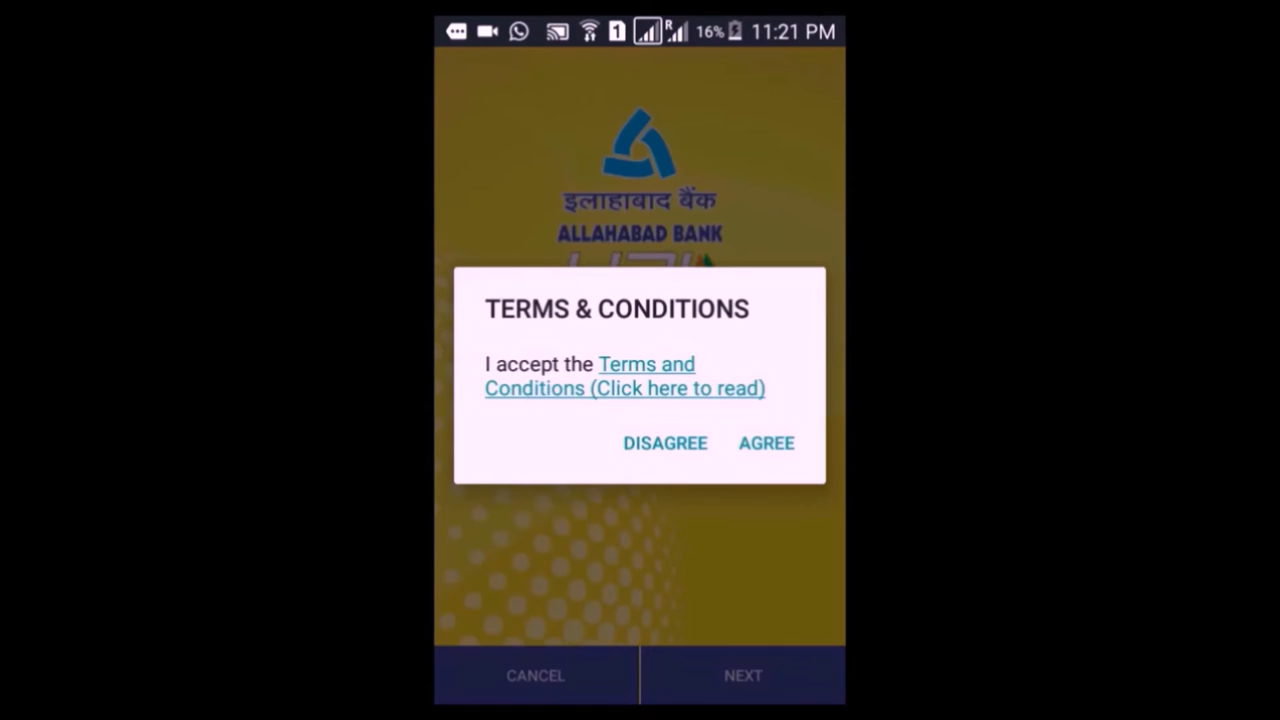 1 R 16% 11:21 PM
इलाहाबाद बैंक
ALLAHABAD BANK
TERMS & CONDITIONS
I accept the Terms and
Conditions (Click here to read)
DISAGREE AGREE
CANCEL NEXT